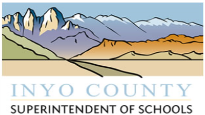 INYO COUNTY
SUPERINTENDENT OF SCHOOLS